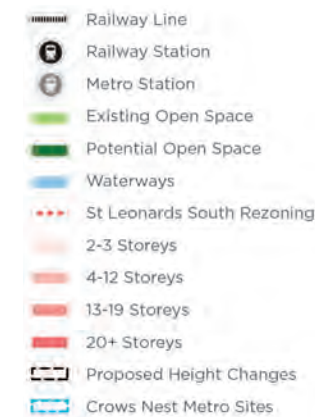 Railway Line
Railway Station
Metro Station
Existing Open Space
Potential Open Space
Waterways
St Leonards South Rezoning
2-3 Storeys
4-12 Storeys
13-19 Storeys
20+ Storeys
Proposed Height Changes
Crows Nest Metro Sites